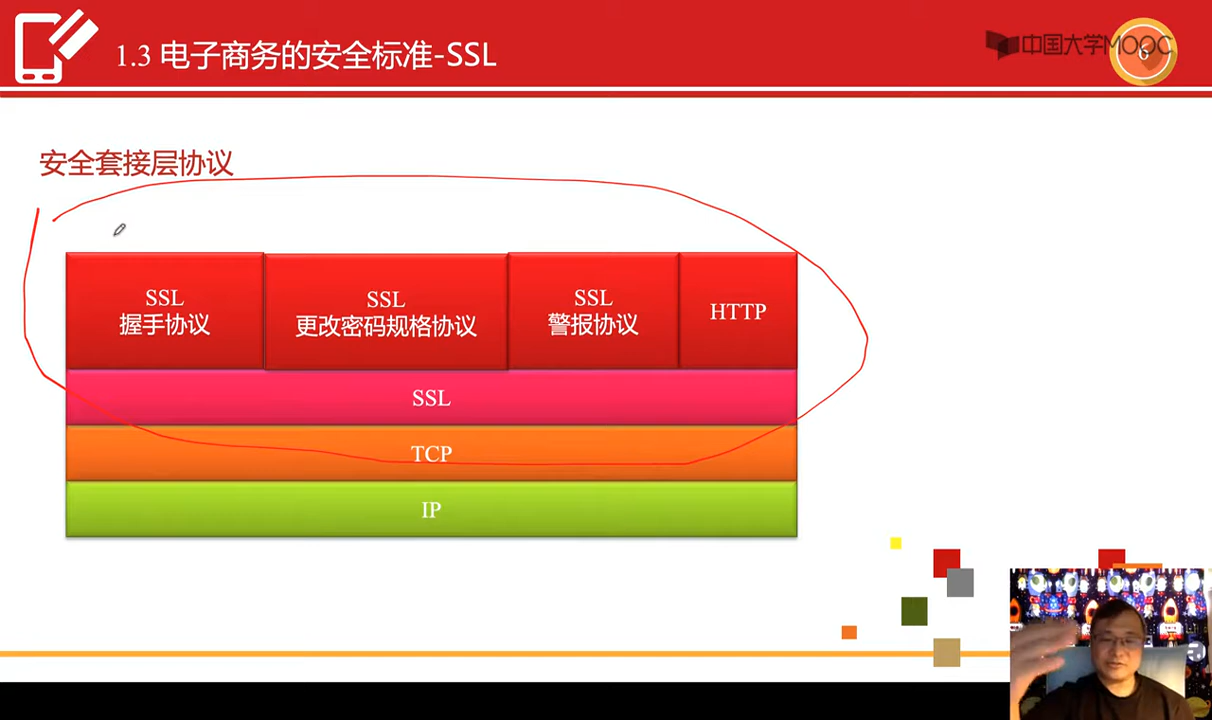 1.3 电子商务的安全标准-SSL
中国大学MOOC
6
安全套接层协议
SSL
握手协议
SSL
更改密码规格协议
SSL
警报协议
HTTP
SSL
TCP
IP